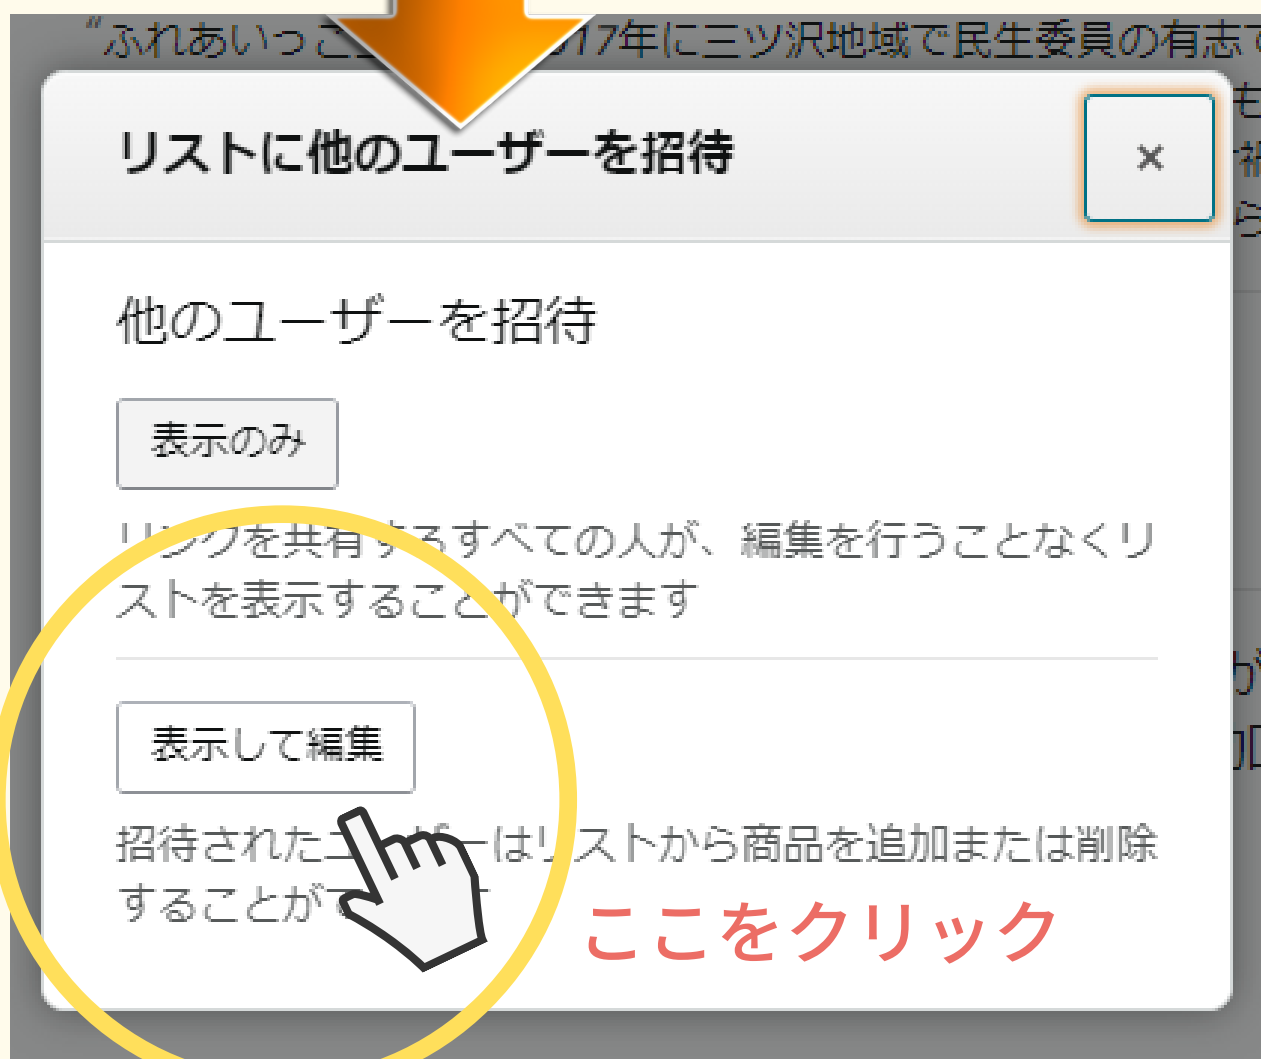 “ふれあいっこ 017年に三ツ沢地域で民生委員の有志で
も
リストに他のユーザーを招待
×
ら
他のユーザーを招待
表示のみ
リンクを共有するすべての人が、編集を行うことなくリ
ストを表示することができます
が
表示して編集
加
招待されたユーザーはリストから商品を追加または削除
することが
ここをクリック